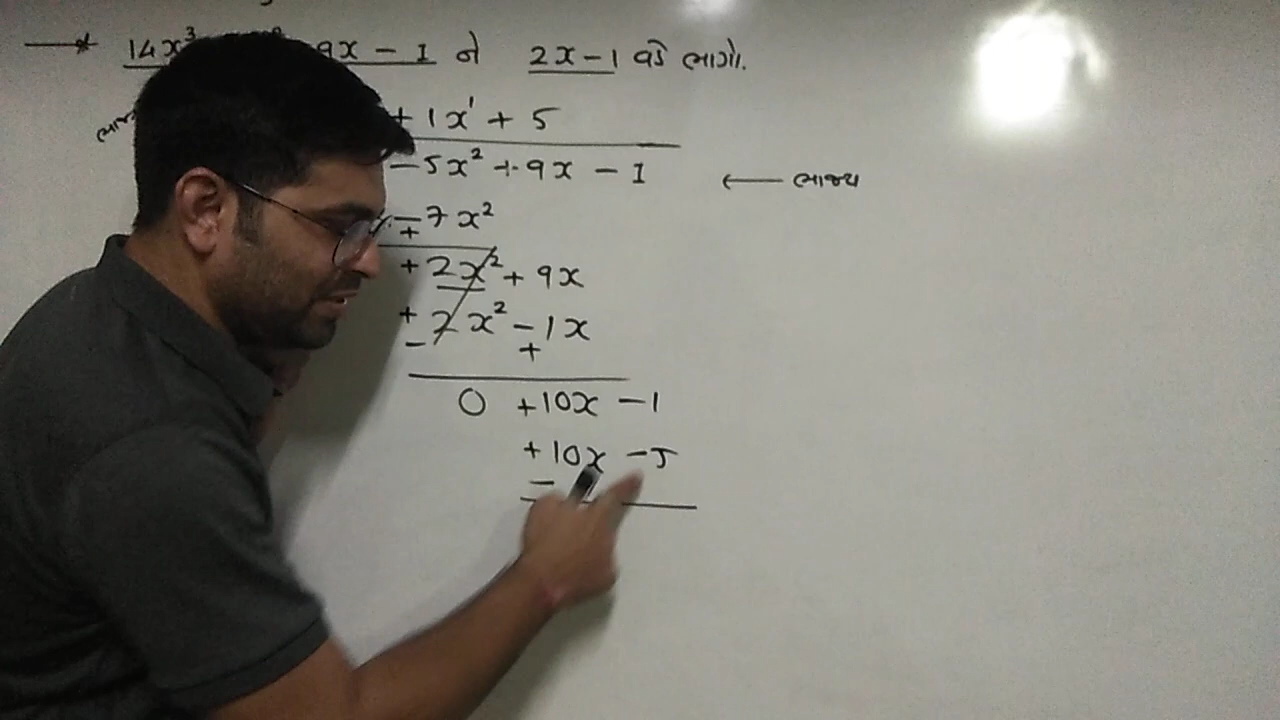 14x³ 9x - 1 ને 2x - 1 વડે ભાગો.
+ 1x¹ + 5
- 5x² + 9x - 1 ← ભાજ્ય
- 7x²
+
+ 2x² + 9x
+ 2x² - 1x
- +
0 + 10x - 1
+ 10x - 5
-